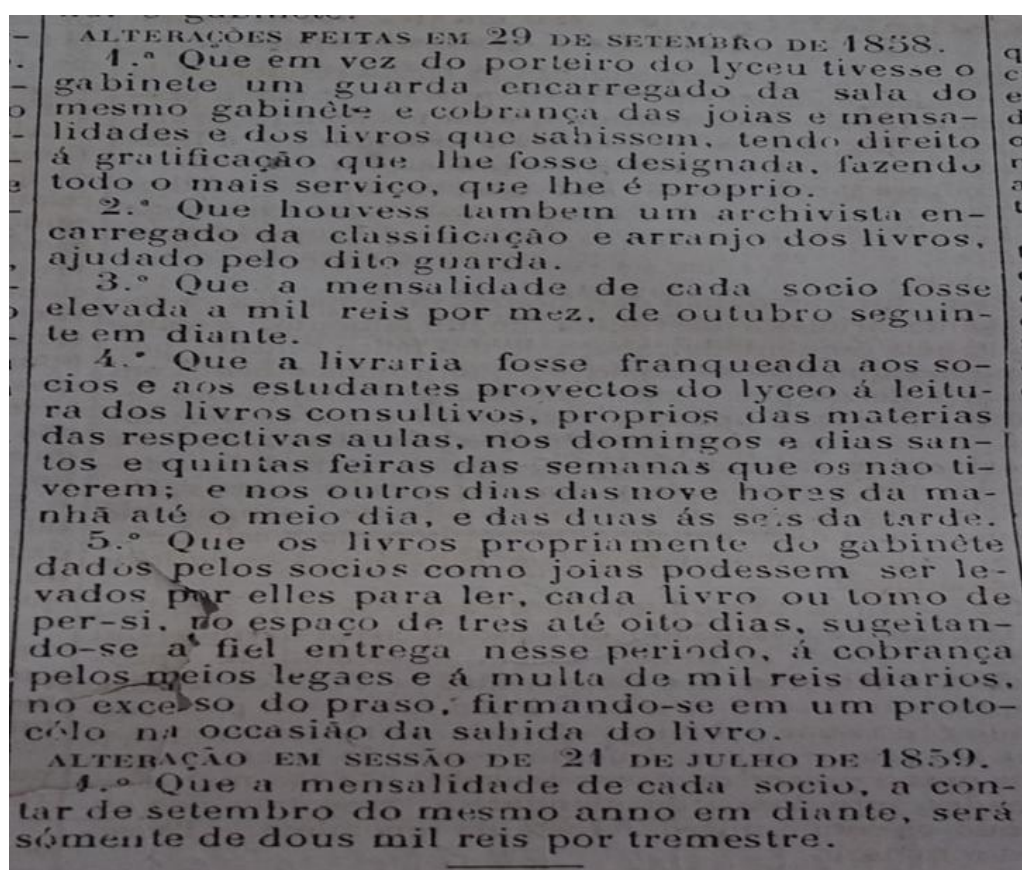 ALTERAÇÕES FEITAS EM 29 DE SETEMBRO DE 1858.
1.ª Que em vez do porteiro do lyceu tivesse o
gabinete um guarda encarregado da sala do
mesmo gabinête e cobrança das joias e mensa-
lidades e dos livros que sahissem, tendo direito
á gratificação que lhe fosse designada, fazendo
todo o mais serviço, que lhe é proprio.
2.ª Que houvess tambem um archivista en-
carregado da classificação e arranjo dos livros,
ajudado pelo dito guarda.
3.ª Que a mensalidade de cada socio fosse
elevada a mil reis por mez, de outubro seguin-
te em diante.
4.ª Que a livraria fosse franqueada aos so-
cios e aos estudantes provectos do lyceo á leitu-
ra dos livros consultivos, proprios das materias
das respectivas aulas, nos domingos e dias san-
tos e quintas feiras das semanas que os nao ti-
verem; e nos outros dias das nove horas da ma-
nhã até o meio dia, e das duas ás seis da tarde.
5.º Que os livros propriamente do gabinête
dados pelos socios como joias podessem ser le-
vados por elles para ler, cada livro ou tomo de
per-si, no espaço de tres até oito dias, sugeitan-
do-se a fiel entrega nesse periodo, á cobrança
pelos meios legaes e á multa de mil reis diarios,
no excesso do praso, firmando-se em um proto-
cólo na occasião da sahida do livro.
ALTERAÇÃO EM SESSÃO DE 21 DE JULHO DE 1859.
1.º Que a mensalidade de cada socio, a con-
tar de setembro do mesmo anno em diante, será
sómente de dous mil reis por tremestre.